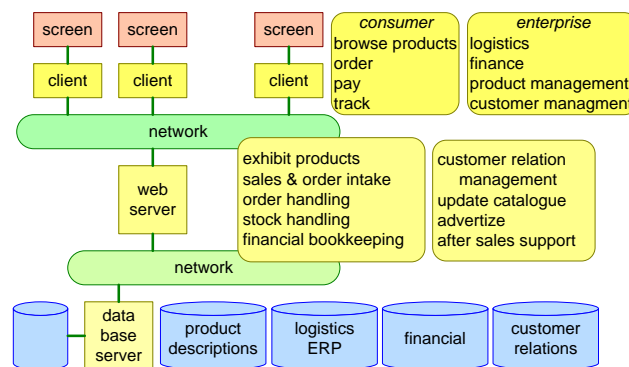 screen
screen
screen
client
client
client
consumer
browse products
order
pay
track
enterprise
logistics
finance
product management
customer managment
network
web
server
exhibit products
sales & order intake
order handling
stock handling
financial bookkeeping
customer relation
management
update catalogue
advertize
after sales support
network
data
base
server
product
descriptions
logistics
ERP
financial
customer
relations